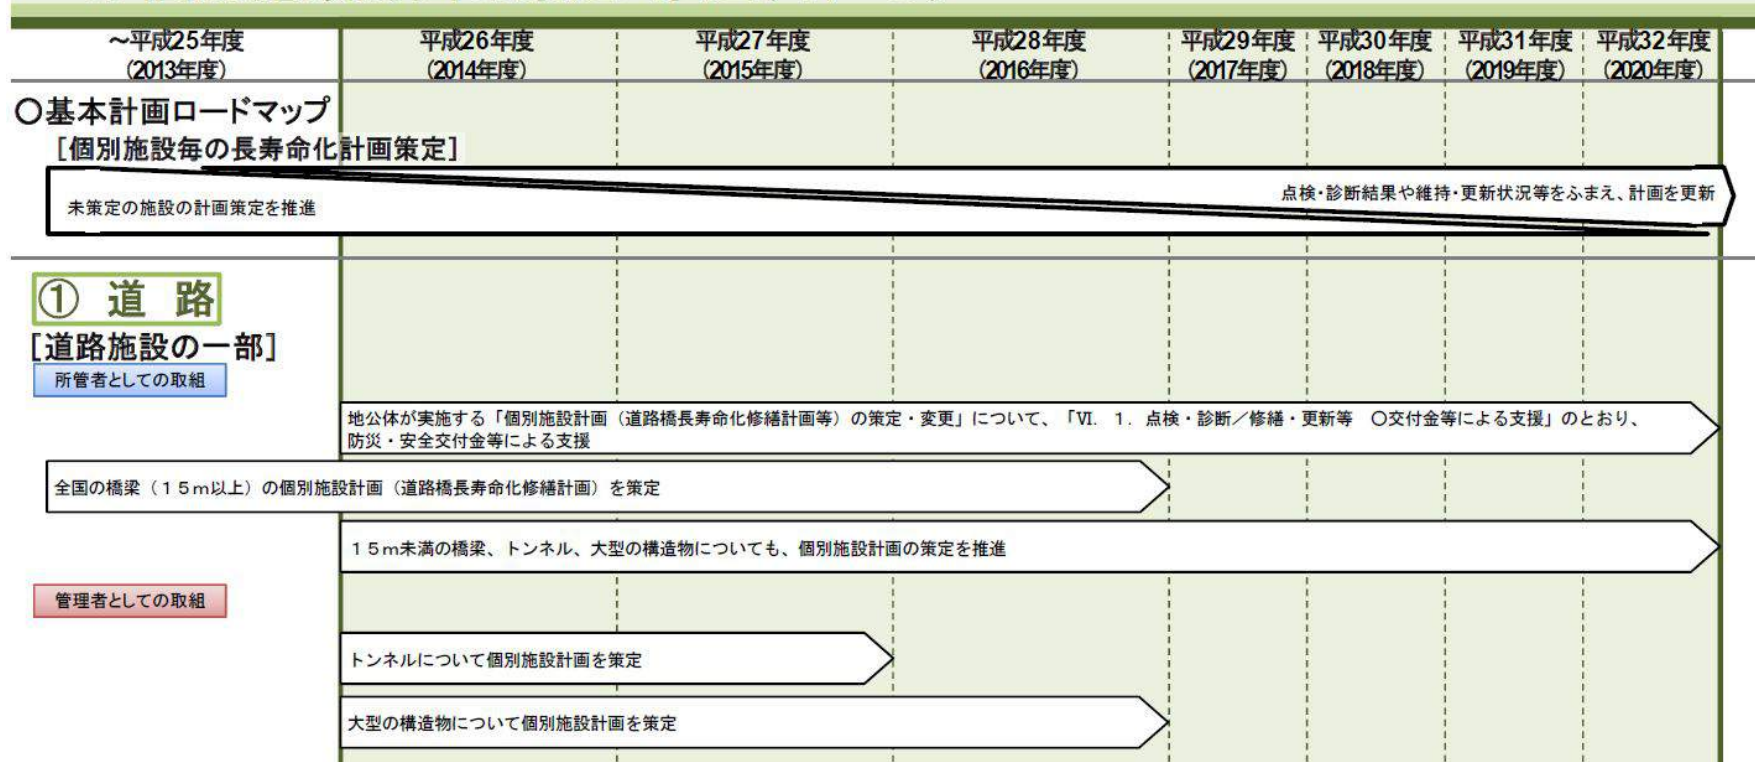 ～平成25年度
（2013年度）
平成26年度
（2014年度）
平成27年度
（2015年度）
平成28年度
（2016年度）
平成29年度
（2017年度）
平成30年度
（2018年度）
平成31年度
（2019年度）
平成32年度
（2020年度）
○基本計画ロードマップ
［個別施設毎の長寿命化計画策定］
点検・診断結果や維持・更新状況等をふまえ、計画を更新
未策定の施設の計画策定を推進
① 道 路
［道路施設の一部］
所管者としての取組
地公体が実施する「個別施設計画（道路橋長寿命化修繕計画等）の策定・変更」について、「Ⅵ．１．点検・診断／修繕・更新等　○交付金等による支援」のとおり、
防災・安全交付金等による支援
全国の橋梁（１５ｍ以上）の個別施設計画（道路橋長寿命化修繕計画）を策定
１５ｍ未満の橋梁、トンネル、大型の構造物についても、個別施設計画の策定を推進
管理者としての取組
トンネルについて個別施設計画を策定
大型の構造物について個別施設計画を策定